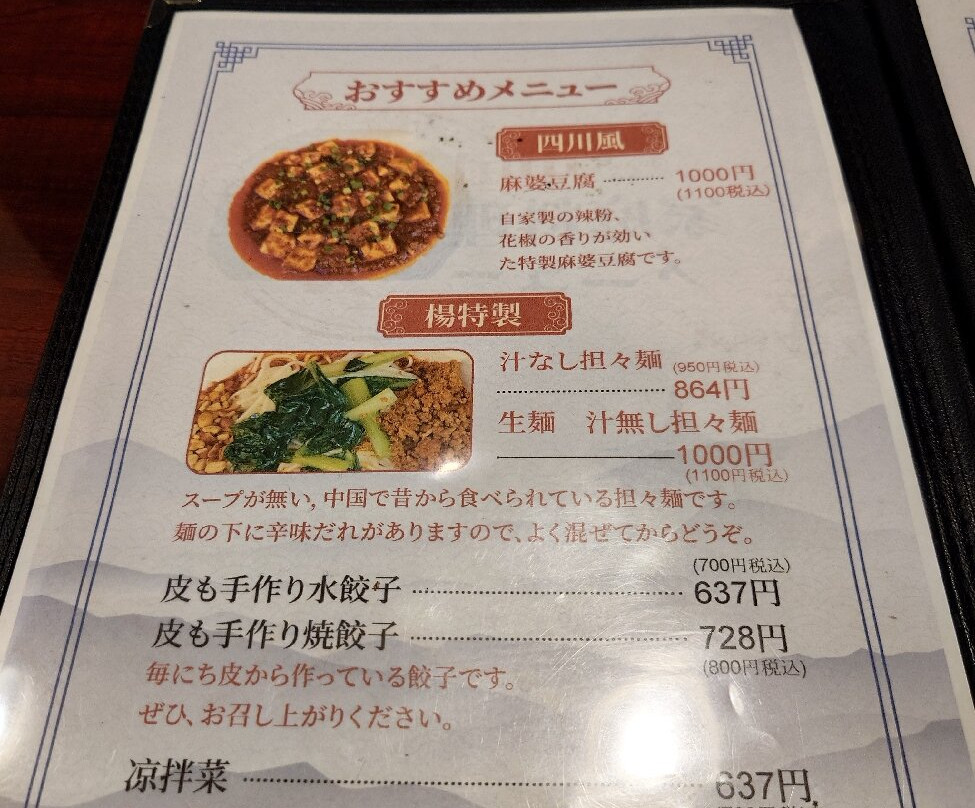 おすすめメニュー
四川風
麻婆豆腐 ………… 1000円
(1100税込)
自家製の辣粉、
花椒の香りが効い
た特製麻婆豆腐です。
楊特製
汁なし担々麺 (950円税込)
………………… 864円
生麺 汁無し担々麺
1000円
(1100円税込)
スープが無い, 中国で昔から食べられている担々麺です。
麺の下に辛味だれがありますので、よく混ぜてからどうぞ。
(700円税込)
皮も手作り水餃子 ………………… 637円
皮も手作り焼餃子 ………………… 728円
(800円税込)
毎にち皮から作っている餃子です。
ぜひ、お召し上がりください。
凉拌菜 ………………… 637円